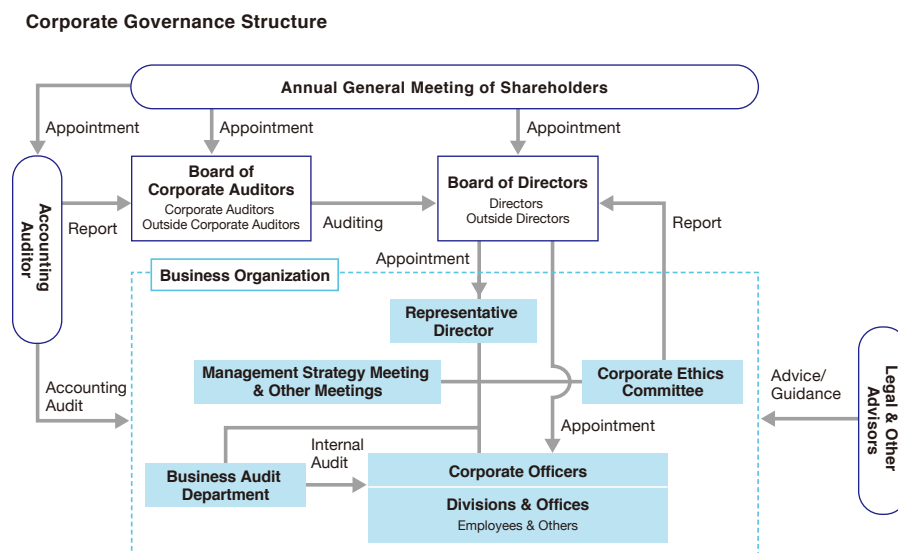 Corporate Governance Structure
Annual General Meeting of Shareholders
Appointment
Appointment
Appointment
Accounting
Auditor
Board of
Corporate Auditors
Corporate Auditors
Outside Corporate Auditors
Board of Directors
Directors
Outside Directors
Report
Auditing
Report
Appointment
Business Organization
Representative
Director
Management Strategy Meeting
& Other Meetings
Corporate Ethics
Committee
Accounting
Audit
Advice/
Guidance
Legal & Other
Advisors
Appointment
Internal
Audit
Business Audit
Department
Corporate Officers
Divisions & Offices
Employees & Others